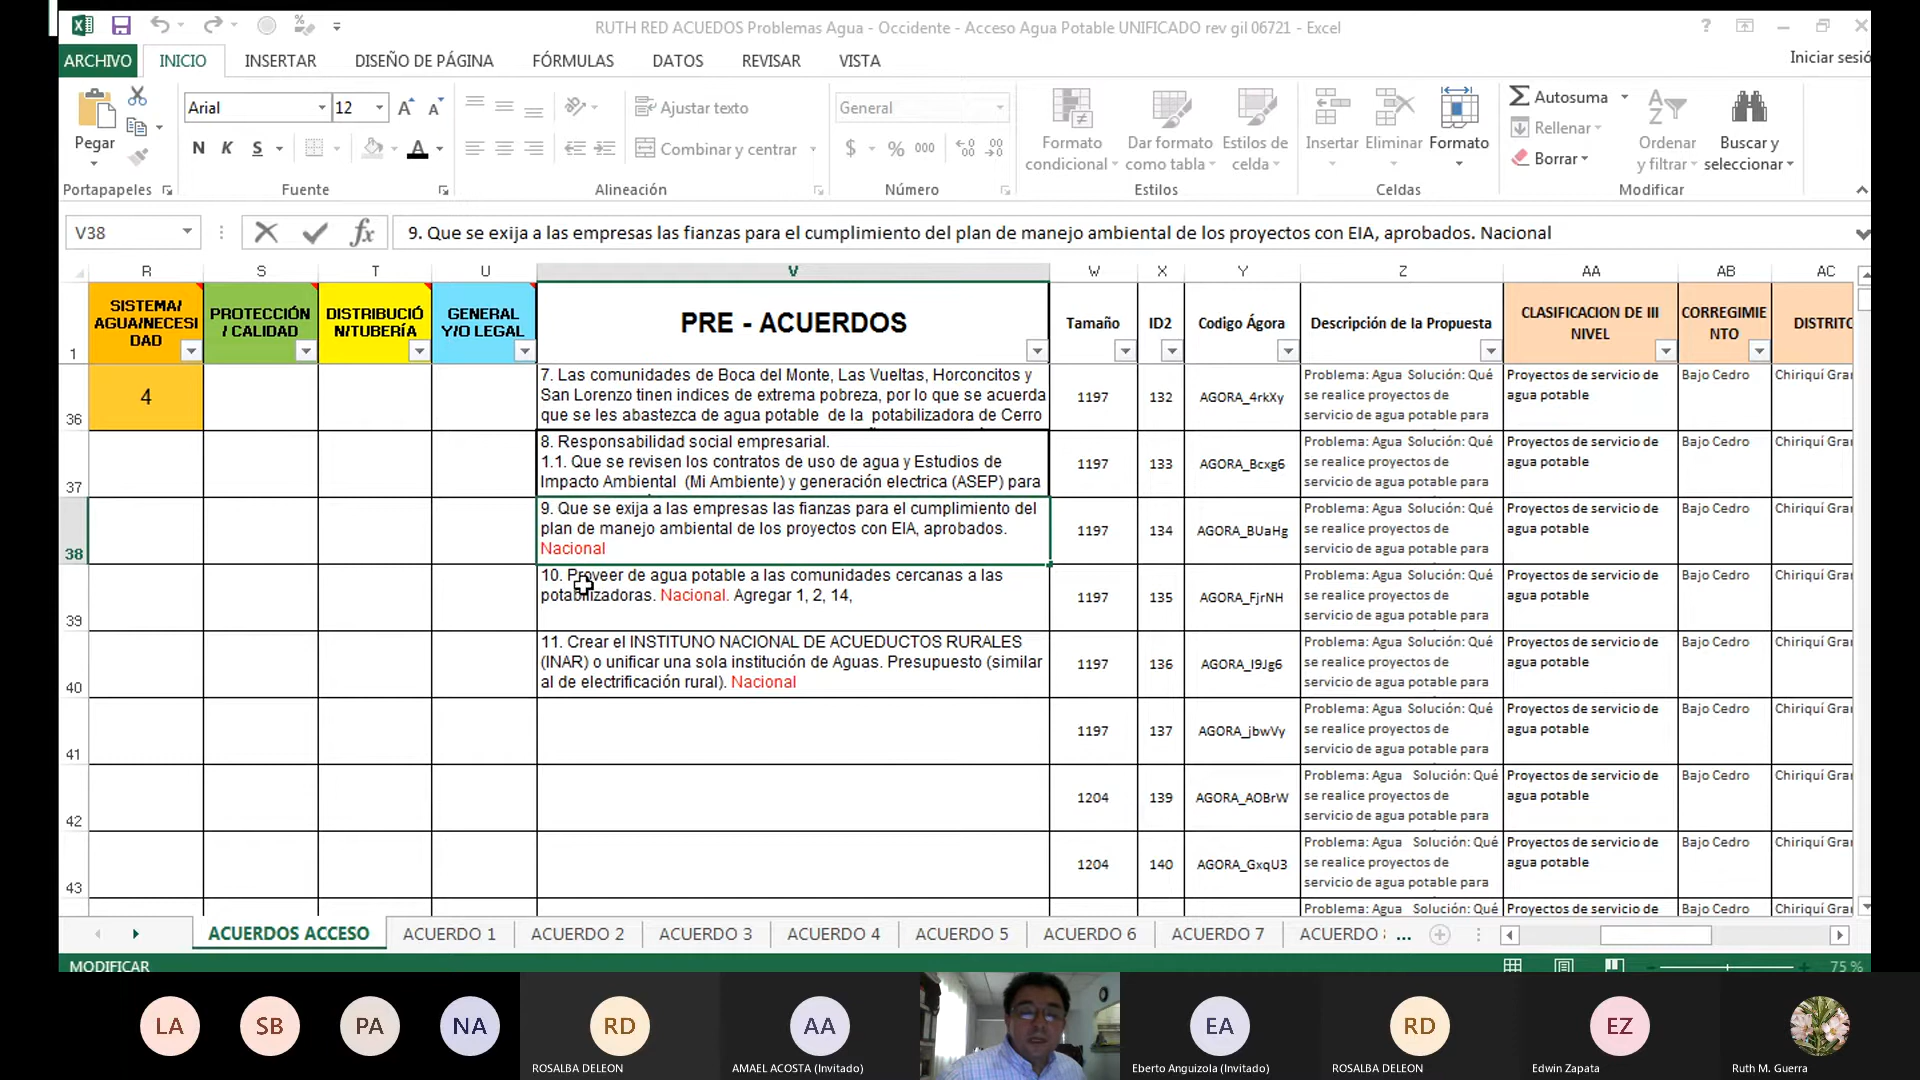 RUTH RED ACUEDOS Problemas Agua - Occidente - Acceso Agua Potable UNIFICADO rev gil 06721 - Excel
ARCHIVO INICIO INSERTAR DISEÑO DE PÁGINA FÓRMULAS DATOS REVISAR VISTA Iniciar sesió
Arial 12 Ajustar texto General Autosuma
Pegar N K S Combinar y centrar $ % 000 Formato condicional Dar formato como tabla Estilos de celda Insertar Eliminar Formato Rellenar Borrar Ordenar y filtrar Buscar y seleccionar
Portapapeles Fuente Alineación Número Estilos Celdas Modificar
V38 fx 9. Que se exija a las empresas las fianzas para el cumplimiento del plan de manejo ambiental de los proyectos con EIA, aprobados. Nacional
R S T U V W X Y Z AA AB AC
1 SISTEMA/ AGUA/NECESI DAD PROTECCIÓN / CALIDAD DISTRIBUCIÓ N/TUBERÍA GENERAL Y/O LEGAL PRE - ACUERDOS Tamaño ID2 Codigo Ágora Descripción de la Propuesta CLASIFICACION DE III NIVEL CORREGIMIE NTO DISTRITO
36 4
7. Las comunidades de Boca del Monte, Las Vueltas, Horconcitos y
San Lorenzo tinen indices de extrema pobreza, por lo que se acuerda
que se les abastezca de agua potable de la potabilizadora de Cerro
1197 132 AGORA_4rkXy
Problema: Agua Solución: Qué
se realice proyectos de
servicio de agua potable para
Proyectos de servicio de
agua potable
Bajo Cedro Chiriquí Gra
37
8. Responsabilidad social empresarial.
1.1. Que se revisen los contratos de uso de agua y Estudios de
Impacto Ambiental (Mi Ambiente) y generación electrica (ASEP) para
1197 133 AGORA_Bcxg6
Problema: Agua Solución: Qué
se realice proyectos de
servicio de agua potable para
Proyectos de servicio de
agua potable
Bajo Cedro Chiriquí Gra
38
9. Que se exija a las empresas las fianzas para el cumplimiento del
plan de manejo ambiental de los proyectos con EIA, aprobados.
Nacional
1197 134 AGORA_BUaHg
Problema: Agua Solución: Qué
se realice proyectos de
servicio de agua potable para
Proyectos de servicio de
agua potable
Bajo Cedro Chiriquí Gra
39
10. Proveer de agua potable a las comunidades cercanas a las
potabilizadoras. Nacional. Agregar 1, 2, 14,
1197 135 AGORA_FjrNH
Problema: Agua Solución: Qué
se realice proyectos de
servicio de agua potable para
Proyectos de servicio de
agua potable
Bajo Cedro Chiriquí Gra
40
11. Crear el INSTITUNO NACIONAL DE ACUEDUCTOS RURALES
(INAR) o unificar una sola institución de Aguas. Presupuesto (similar
al de electrificación rural). Nacional
1197 136 AGORA_I9Jg6
Problema: Agua Solución: Qué
se realice proyectos de
servicio de agua potable para
Proyectos de servicio de
agua potable
Bajo Cedro Chiriquí Gra
41
1197 137 AGORA_jbwVy
Problema: Agua Solución: Qué
se realice proyectos de
servicio de agua potable para
Proyectos de servicio de
agua potable
Bajo Cedro Chiriquí Gra
42
1204 139 AGORA_AOBrW
Problema: Agua Solución: Qué
se realice proyectos de
servicio de agua potable para
Proyectos de servicio de
agua potable
Bajo Cedro Chiriquí Gra
43
1204 140 AGORA_GxqU3
Problema: Agua Solución: Qué
se realice proyectos de
servicio de agua potable para
Proyectos de servicio de
agua potable
Bajo Cedro Chiriquí Gra
Problema: Agua Solución: Qué Proyectos de servicio de Bajo Cedro Chiriquí Gra
ACUERDOS ACCESO ACUERDO 1 ACUERDO 2 ACUERDO 3 ACUERDO 4 ACUERDO 5 ACUERDO 6 ACUERDO 7 ACUERDO ...
MODIFICAR 75 %
LA SB PA NA RD AA EA RD EZ
ROSALBA DELEON AMAEL ACOSTA (Invitado) Eberto Anguizola (Invitado) ROSALBA DELEON Edwin Zapata Ruth M. Guerra